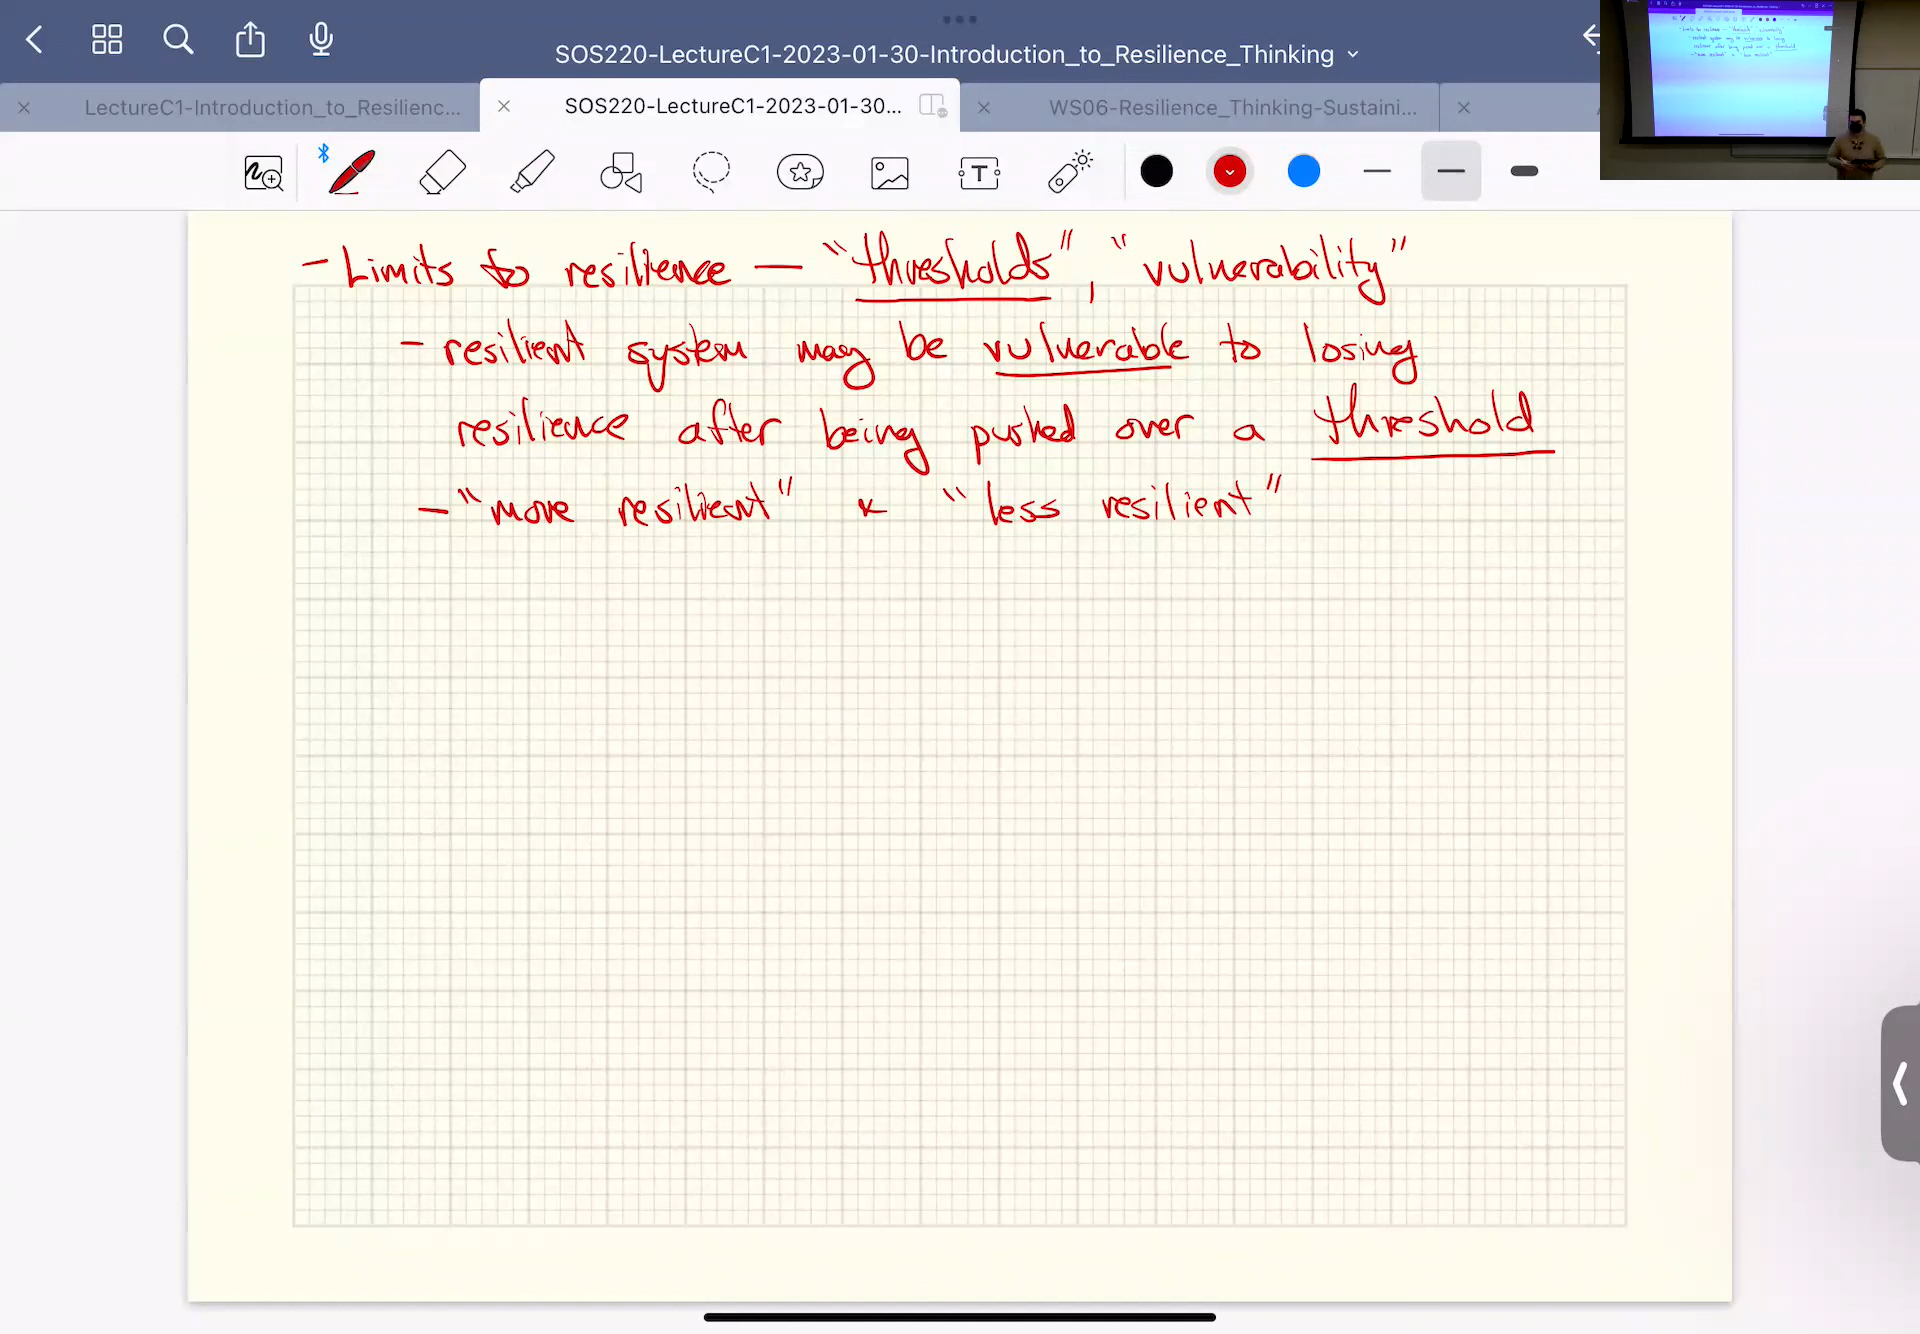 SOS220-LectureC1-2023-01-30-Introduction_to_Resilience_Thinking
LectureC1-Introduction_to_Resilienc...
SOS220-LectureC1-2023-01-30...
WS06-Resilience_Thinking-Sustaini...
- Limits to resilience — "thresholds", "vulnerability"
- resilient system may be vulnerable to losing
resilience after being pushed over a threshold
- "more resilient" & "less resilient"